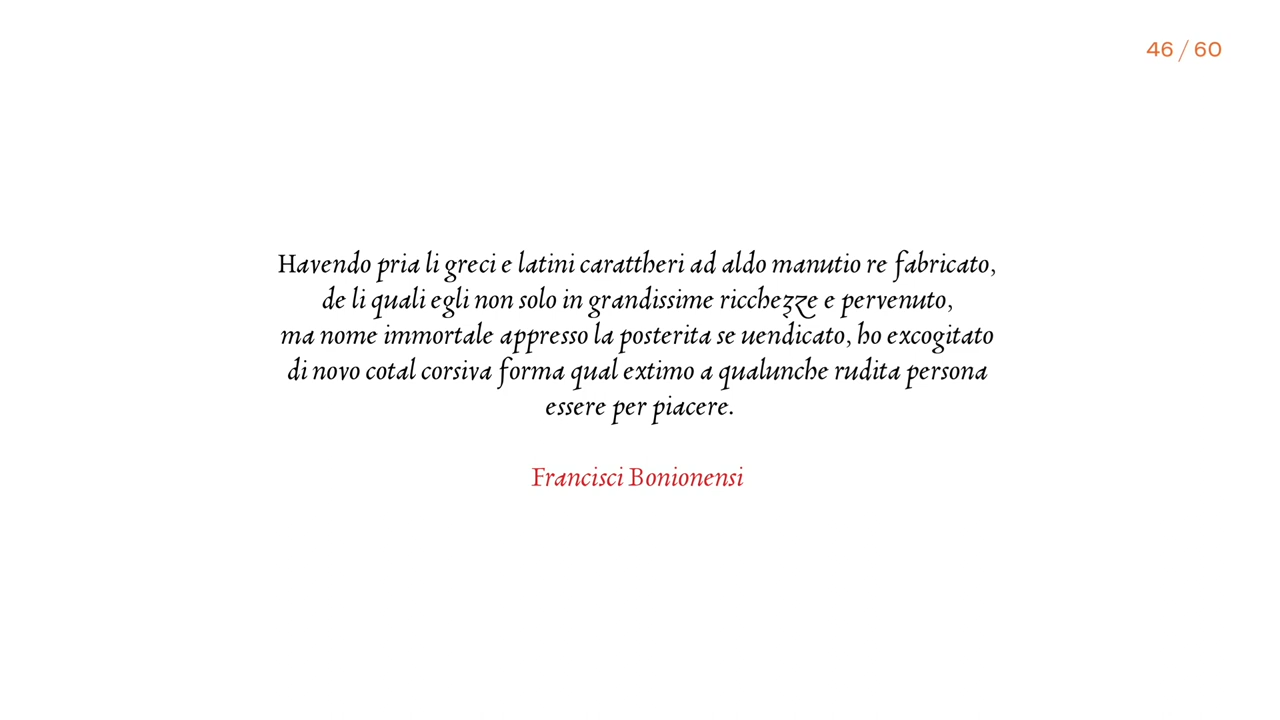 46 / 60
Havendo pria li greci e latini carattheri ad aldo manutio re fabricato,
de li quali egli non solo in grandissime ricchezze e pervenuto,
ma nome immortale appresso la posterita se uendicato, ho excogitato
di novo cotal corsiva forma qual extimo a qualunche rudita persona
essere per piacere.
Francisci Bonionensi